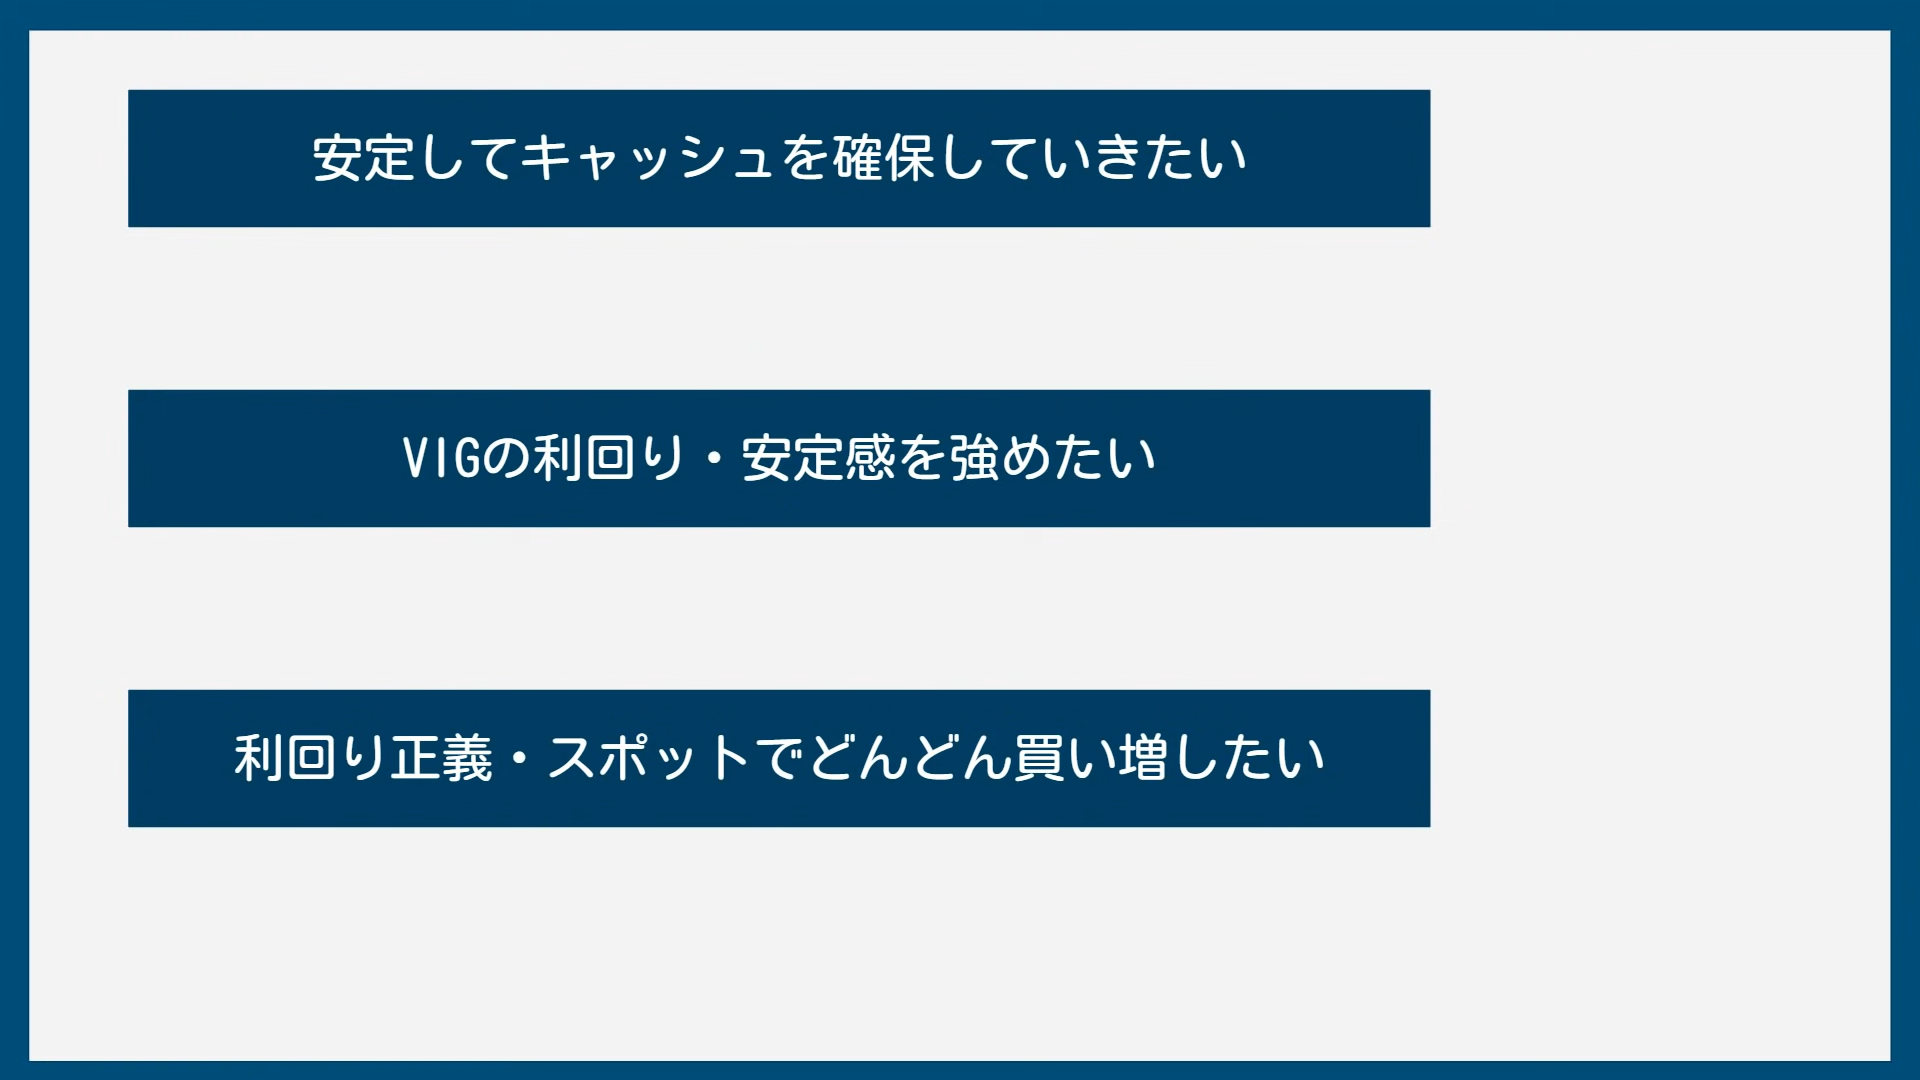 安定してキャッシュを確保していきたい
VIGの利回り・安定感を強めたい
利回り正義・スポットでどんどん買い増したい